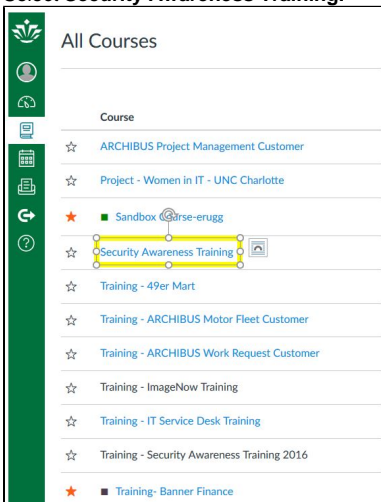 Select Security Awareness Training.
All Courses
Course
ARCHIBUS Project Management Customer
Project - Women in IT - UNC Charlotte
Sandbox
Security Awareness Training
Training - 49er Mart
Training - ARCHIBUS Motor Fleet Customer
Training - ARCHIBUS Work Request Customer
Training - ImageNow Training
Training - IT Service Desk Training
Training - Security Awareness Training 2016
Training- Banner Finance